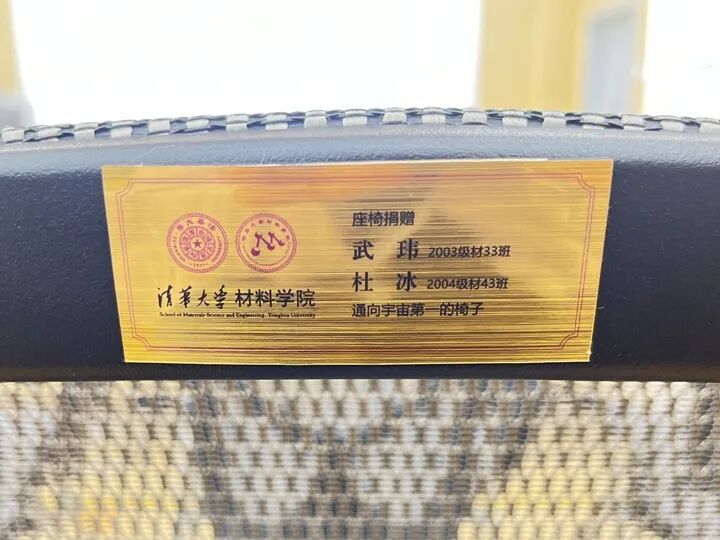 清华大学材料学院
School of Materials Science and Engineering, Tsinghua University
座椅捐赠
武 玮 2003级材33班
杜 冰 2004级材43班
通向宇宙第一的椅子